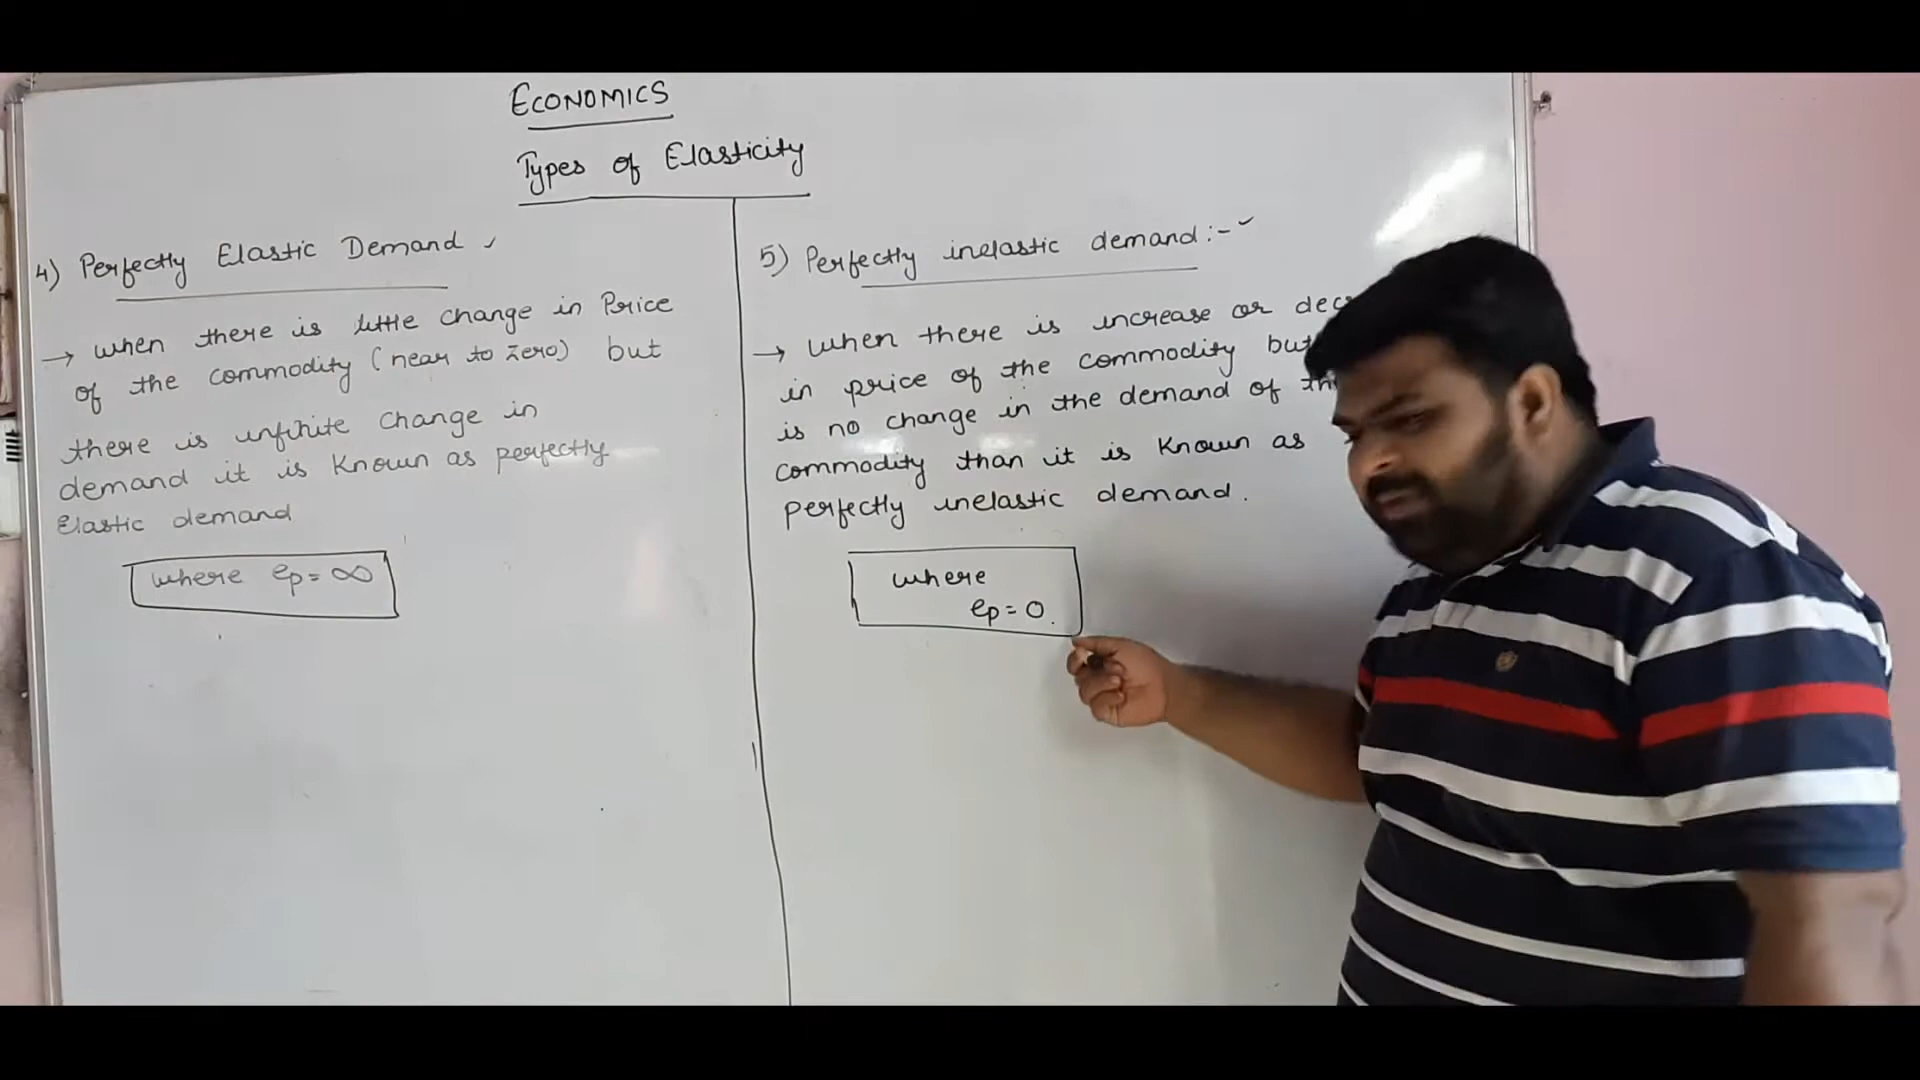 ECONOMICS
Types of Elasticity
4) Perfectly Elastic Demand
→ when there is little change in Price
of the commodity (near to zero) but
there is infinite change in
demand it is known as perfectly
Elastic demand
where ep = ∞
5) Perfectly inelastic demand :-
→ when there is increase or
in price of the commodity but
is no change in the demand of
commodity than it is known as
perfectly inelastic demand.
where
ep = 0.